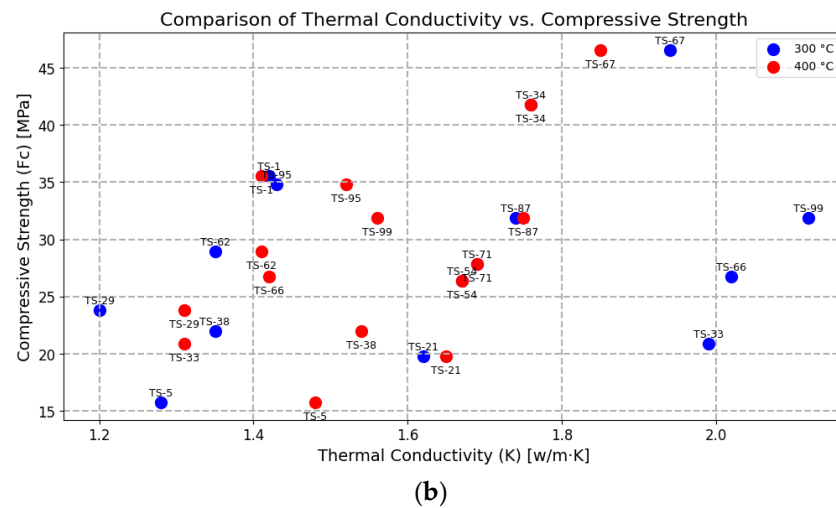 Comparison of Thermal Conductivity vs. Compressive Strength
Compressive Strength (Fc) [MPa]
45
40
35
30
25
20
15
300 °C
400 °C
TS-67
TS-67
TS-34
TS-34
TS-1
TS-95
TS-1
TS-95
TS-99
TS-87
TS-87
TS-99
TS-62
TS-62
TS-71
TS-71
TS-54
TS-54
TS-66
TS-66
TS-29
TS-29
TS-38
TS-38
TS-33
TS-33
TS-21
TS-21
TS-5
TS-5
1.2 1.4 1.6 1.8 2.0
Thermal Conductivity (K) [w/m·K]
(b)